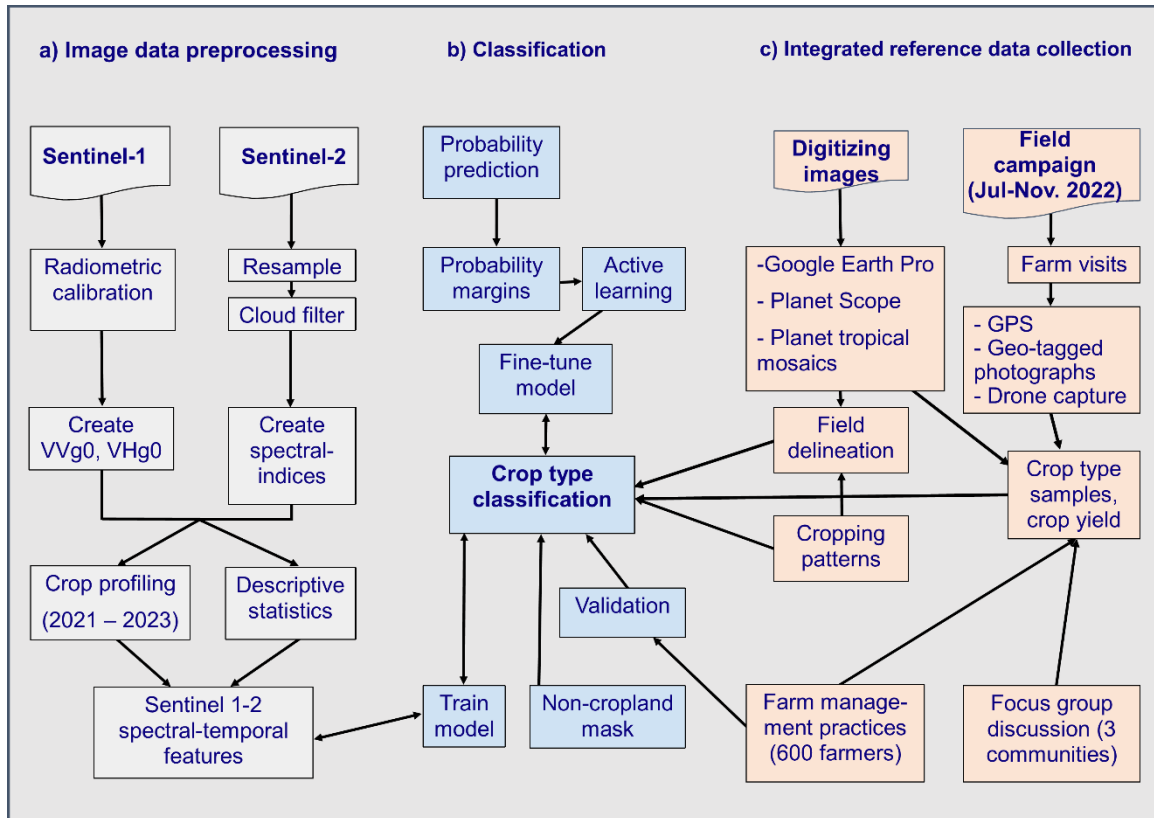 a) Image data preprocessing
b) Classification
c) Integrated reference data collection
Sentinel-1
Sentinel-2
Radiometric
calibration
Resample
Cloud filter
Create
VVg0, VHg0
Create
spectral-
indices
Crop profiling
(2021 – 2023)
Descriptive
statistics
Sentinel 1-2
spectral-temporal
features
Probability
prediction
Probability
margins
Active
learning
Fine-tune
model
Crop type
classification
Validation
Train
model
Non-cropland
mask
Digitizing
images
Field
campaign
(Jul-Nov. 2022)
-Google Earth Pro
- Planet Scope
- Planet tropical
mosaics
Farm visits
- GPS
- Geo-tagged
photographs
- Drone capture
Field
delineation
Cropping
patterns
Crop type
samples,
crop yield
Farm manage-
ment practices
(600 farmers)
Focus group
discussion (3
communities)